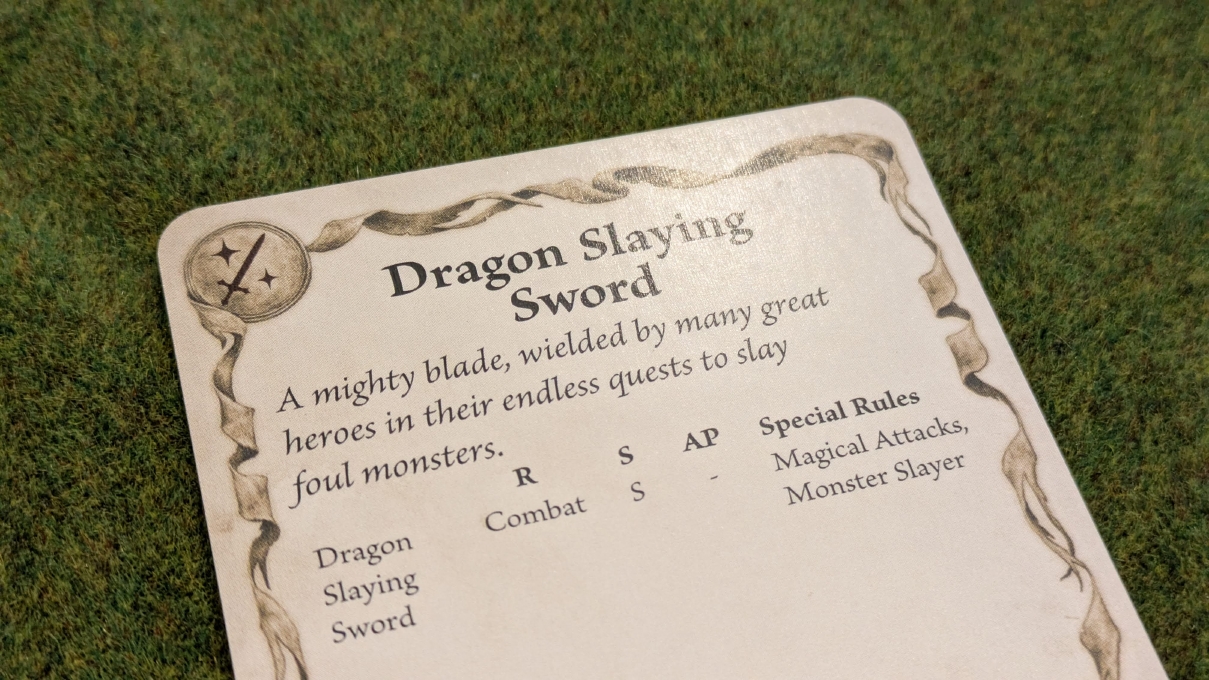 Dragon Slaying
Sword
A mighty blade, wielded by many great
heroes in their endless quests to slay
foul monsters.
R S AP Special Rules
Combat S - Magical Attacks,
Monster Slayer
Dragon
Slaying
Sword